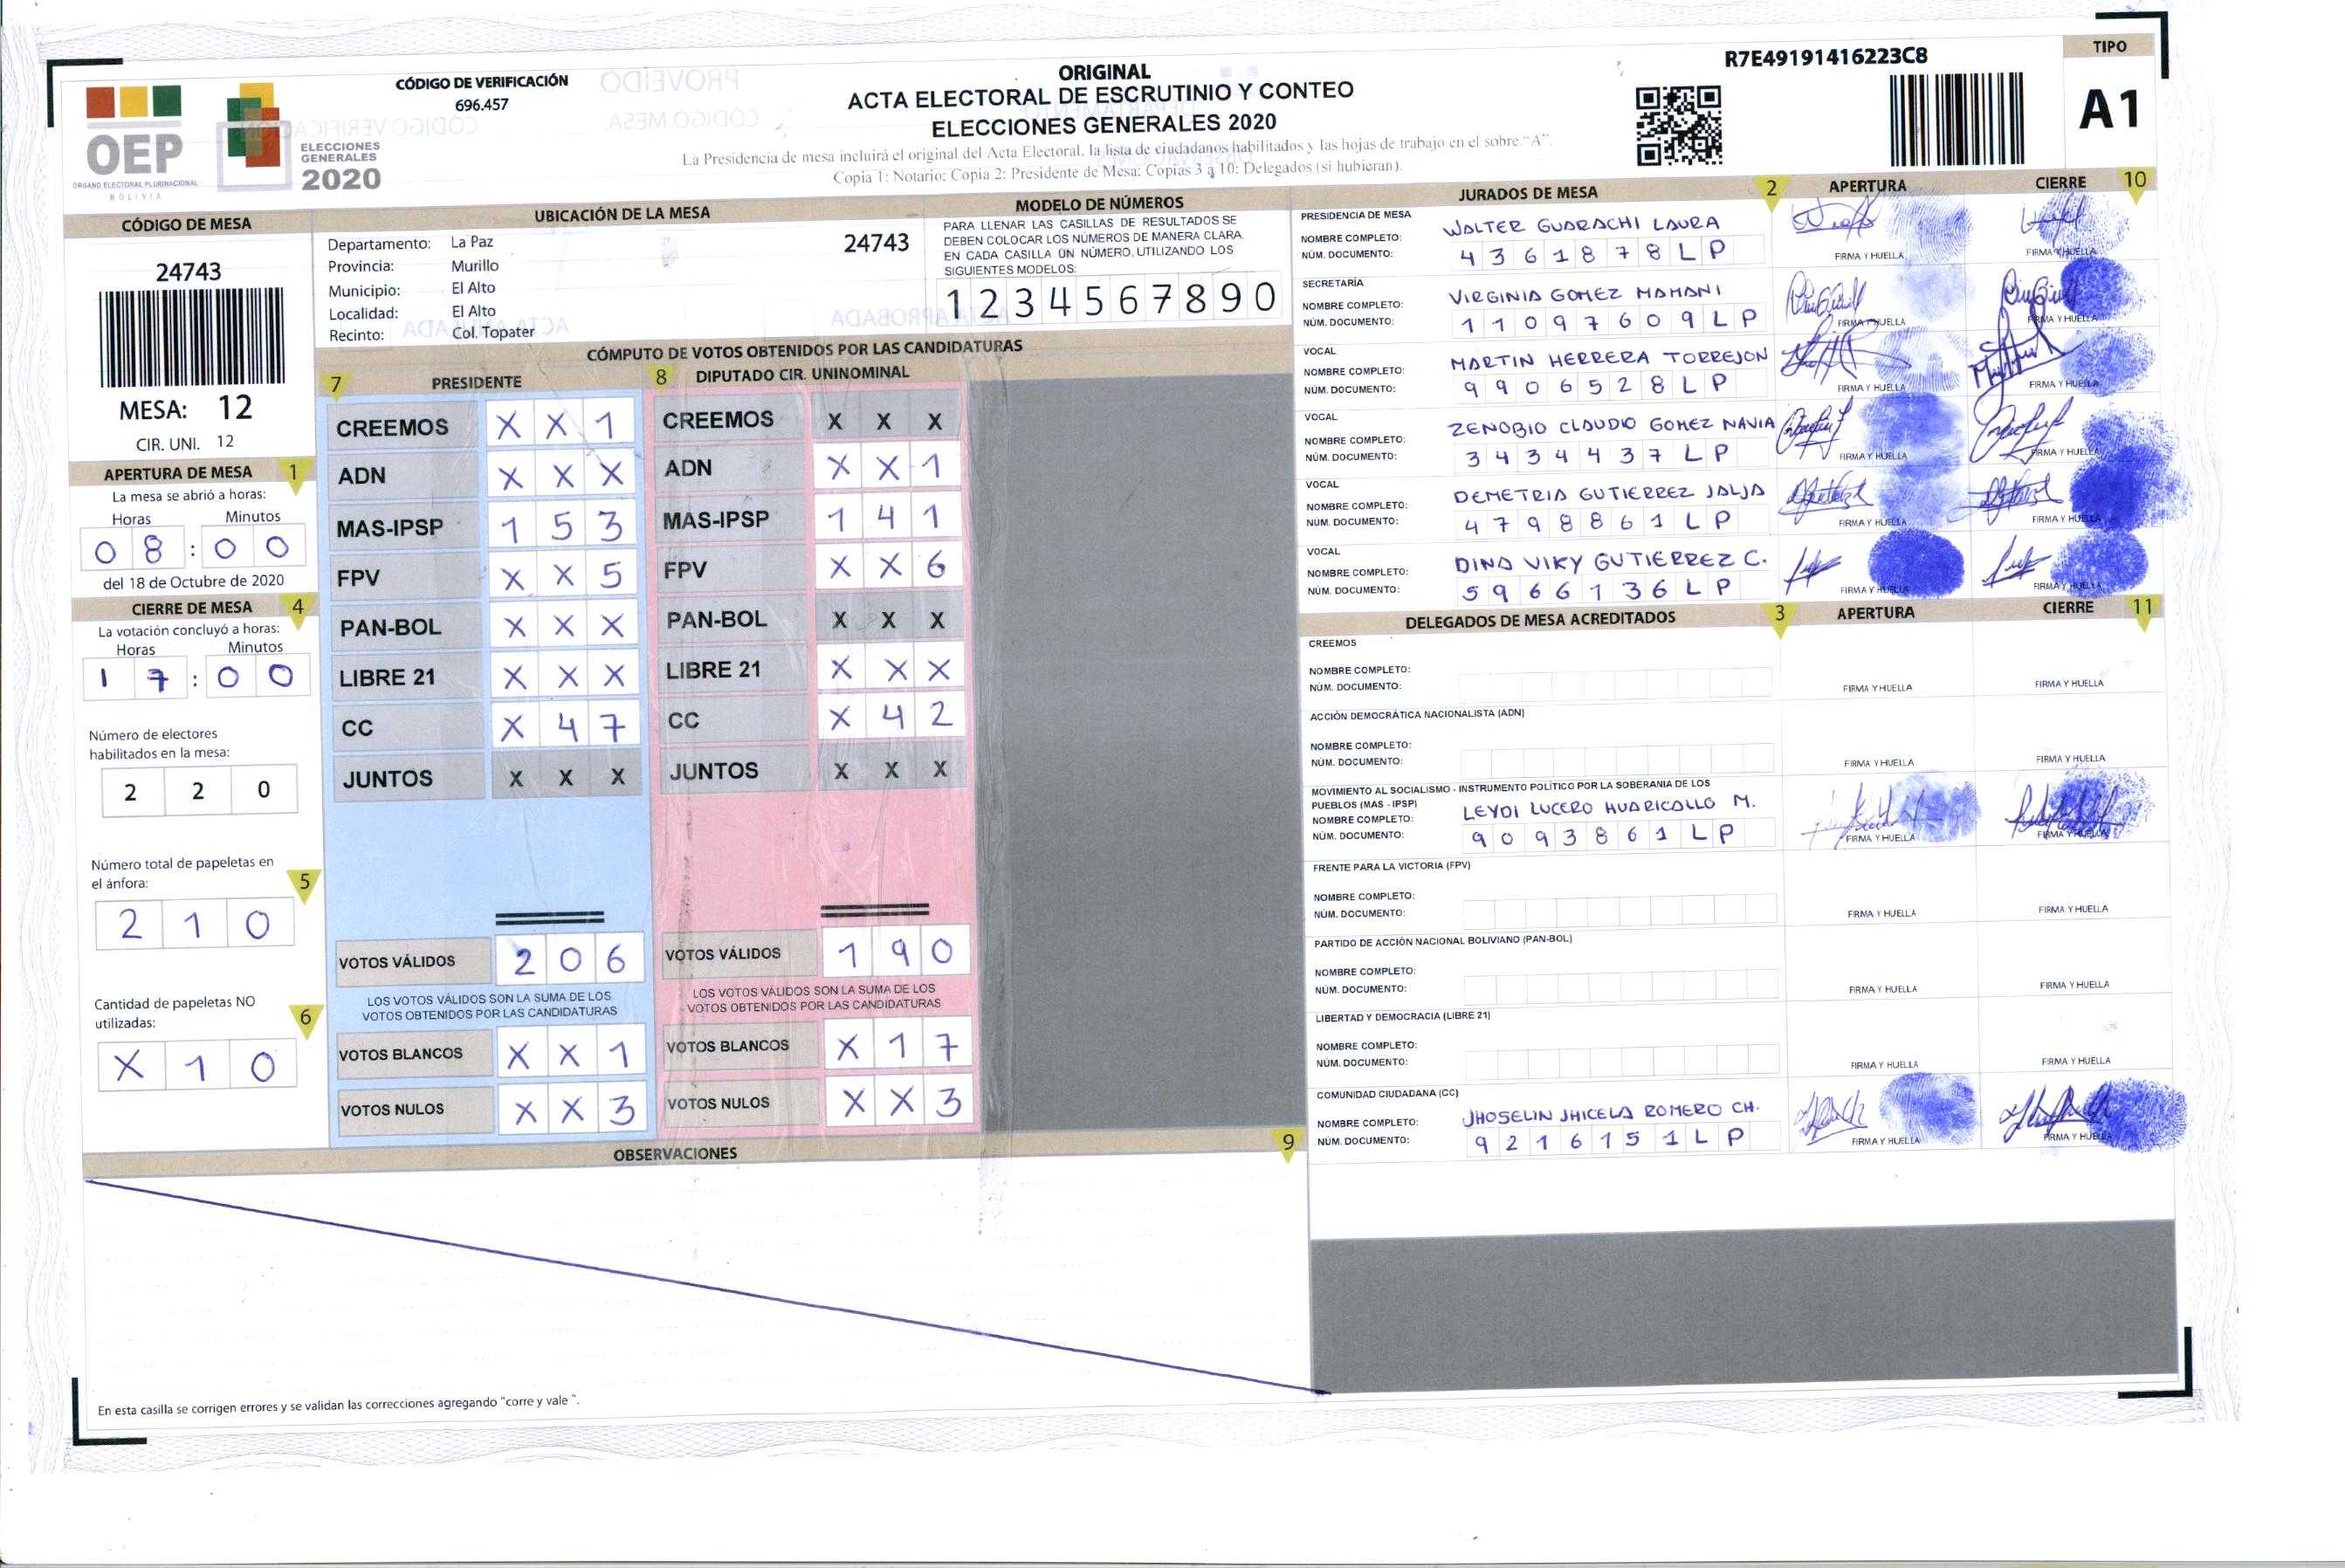 ORIGINAL
ACTA ELECTORAL DE ESCRUTINIO Y CONTEO
ELECCIONES GENERALES 2020
La Presidencia de mesa incluirá el original del Acta Electoral, la lista de ciudadanos habilitados y las hojas de trabajo en el sobre "A".
Copia 1: Notario; Copia 2: Presidente de Mesa; Copias 3 a 10: Delegados (si hubieran).
CÓDIGO DE VERIFICACIÓN
696.457
OEP
ÓRGANO ELECTORAL PLURINACIONAL
BOLIVIA
ELECCIONES
GENERALES
2020
R7E49191416223C8
TIPO
A1
CÓDIGO DE MESA
24743
MESA: 12
CIR. UNI. 12
APERTURA DE MESA 1
La mesa se abrió a horas:
Horas Minutos
0 8 : 0 0
del 18 de Octubre de 2020
CIERRE DE MESA 4
La votación concluyó a horas:
Horas Minutos
1 7 : 0 0
Número de electores
habilitados en la mesa:
2 2 0
Número total de papeletas en
el ánfora: 5
2 1 0
Cantidad de papeletas NO
utilizadas: 6
X 1 0
UBICACIÓN DE LA MESA
Departamento: La Paz 24743
Provincia: Murillo
Municipio: El Alto
Localidad: El Alto
Recinto: Col. Topater
MODELO DE NÚMEROS
PARA LLENAR LAS CASILLAS DE RESULTADOS SE
DEBEN COLOCAR LOS NÚMEROS DE MANERA CLARA.
EN CADA CASILLA UN NÚMERO, UTILIZANDO LOS
SIGUIENTES MODELOS:
1 2 3 4 5 6 7 8 9 0
CÓMPUTO DE VOTOS OBTENIDOS POR LAS CANDIDATURAS
7 PRESIDENTE
CREEMOS X X 1
ADN X X X
MAS-IPSP 1 5 3
FPV X X 5
PAN-BOL X X X
LIBRE 21 X X X
CC X 4 7
JUNTOS X X X
VOTOS VÁLIDOS 2 0 6
LOS VOTOS VÁLIDOS SON LA SUMA DE LOS
VOTOS OBTENIDOS POR LAS CANDIDATURAS
VOTOS BLANCOS X X 1
VOTOS NULOS X X 3
8 DIPUTADO CIR. UNINOMINAL
CREEMOS X X X
ADN X X 1
MAS-IPSP 1 4 1
FPV X X 6
PAN-BOL X X X
LIBRE 21 X X X
CC X 4 2
JUNTOS X X X
VOTOS VÁLIDOS 1 9 0
LOS VOTOS VÁLIDOS SON LA SUMA DE LOS
VOTOS OBTENIDOS POR LAS CANDIDATURAS
VOTOS BLANCOS X 1 7
VOTOS NULOS X X 3
OBSERVACIONES 9
En esta casilla se corrigen errores y se validan las correcciones agregando "corre y vale ".
JURADOS DE MESA 2 APERTURA CIERRE 10
PRESIDENCIA DE MESA
NOMBRE COMPLETO: WALTER GUARACHI LAURA
NÚM. DOCUMENTO: 4 3 6 1 8 7 8 L P
FIRMA Y HUELLA FIRMA Y HUELLA
SECRETARÍA
NOMBRE COMPLETO: VIRGINIA GOMEZ MAMANI
NÚM. DOCUMENTO: 1 1 0 9 7 6 0 9 L P
FIRMA Y HUELLA FIRMA Y HUELLA
VOCAL
NOMBRE COMPLETO: MARTIN HERRERA TORREJON
NÚM. DOCUMENTO: 9 9 0 6 5 2 8 L P
FIRMA Y HUELLA FIRMA Y HUELLA
VOCAL
NOMBRE COMPLETO: ZENOBIO CLAUDIO GOMEZ NAVIA
NÚM. DOCUMENTO: 3 4 3 4 4 3 7 L P
FIRMA Y HUELLA FIRMA Y HUELLA
VOCAL
NOMBRE COMPLETO: DEMETRIA GUTIERREZ JALJA
NÚM. DOCUMENTO: 4 7 9 8 8 6 1 L P
FIRMA Y HUELLA FIRMA Y HUELLA
VOCAL
NOMBRE COMPLETO: DINA VIKY GUTIERREZ C.
NÚM. DOCUMENTO: 5 9 6 6 1 3 6 L P
FIRMA Y HUELLA FIRMA Y HUELLA
DELEGADOS DE MESA ACREDITADOS 3 APERTURA CIERRE 11
CREEMOS
NOMBRE COMPLETO:
NÚM. DOCUMENTO:
FIRMA Y HUELLA FIRMA Y HUELLA
ACCIÓN DEMOCRÁTICA NACIONALISTA (ADN)
NOMBRE COMPLETO:
NÚM. DOCUMENTO:
FIRMA Y HUELLA FIRMA Y HUELLA
MOVIMIENTO AL SOCIALISMO - INSTRUMENTO POLÍTICO POR LA SOBERANIA DE LOS
PUEBLOS (MAS - IPSP)
NOMBRE COMPLETO: LEYDI LUCERO HUARICALLO M.
NÚM. DOCUMENTO: 9 0 9 3 8 6 1 L P
FIRMA Y HUELLA FIRMA Y HUELLA
FRENTE PARA LA VICTORIA (FPV)
NOMBRE COMPLETO:
NÚM. DOCUMENTO:
FIRMA Y HUELLA FIRMA Y HUELLA
PARTIDO DE ACCIÓN NACIONAL BOLIVIANO (PAN-BOL)
NOMBRE COMPLETO:
NÚM. DOCUMENTO:
FIRMA Y HUELLA FIRMA Y HUELLA
LIBERTAD Y DEMOCRACIA (LIBRE 21)
NOMBRE COMPLETO:
NÚM. DOCUMENTO:
FIRMA Y HUELLA FIRMA Y HUELLA
COMUNIDAD CIUDADANA (CC)
NOMBRE COMPLETO: JHOSELIN JHICELA ROMERO CH.
NÚM. DOCUMENTO: 9 2 1 6 1 5 1 L P
FIRMA Y HUELLA FIRMA Y HUELLA